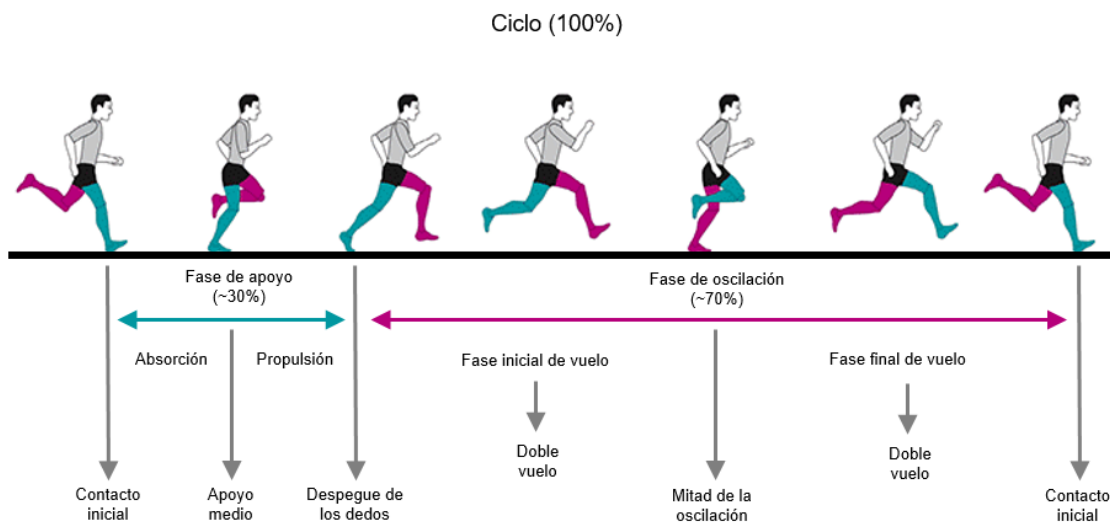 Ciclo (100%)
Fase de apoyo
(~30%)
Fase de oscilación
(~70%)
Absorción
Propulsión
Fase inicial de vuelo
Fase final de vuelo
Doble
vuelo
Doble
vuelo
Contacto
inicial
Apoyo
medio
Despegue de
los dedos
Mitad de la
oscilación
Contacto
inicial